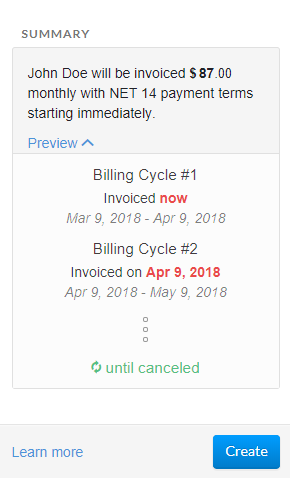 SUMMARY
John Doe will be invoiced $87.00
monthly with NET 14 payment terms
starting immediately.
Preview
Billing Cycle #1
Invoiced now
Mar 9, 2018 - Apr 9, 2018
Billing Cycle #2
Invoiced on Apr 9, 2018
Apr 9, 2018 - May 9, 2018
until canceled
Learn more
Create